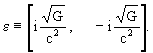 ε ≡ [i √G / c², −i √G / c²].